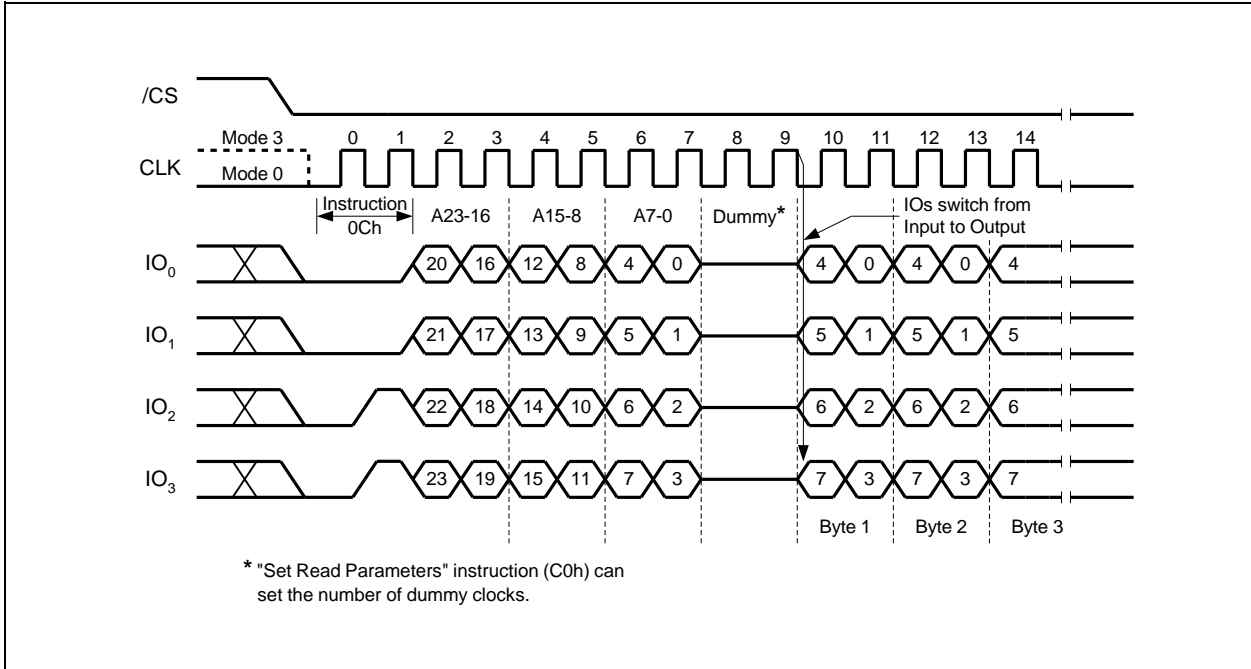 /CS
Mode 3 0 1 2 3 4 5 6 7 8 9 10 11 12 13 14
CLK
Mode 0
Instruction
0Ch
A23-16 A15-8 A7-0 Dummy*
IOs switch from
Input to Output
IO0 20 16 12 8 4 0 4 0 4 0 4
IO1 21 17 13 9 5 1 5 1 5 1 5
IO2 22 18 14 10 6 2 6 2 6 2 6
IO3 23 19 15 11 7 3 7 3 7 3 7
Byte 1 Byte 2 Byte 3
* "Set Read Parameters" instruction (C0h) can
set the number of dummy clocks.